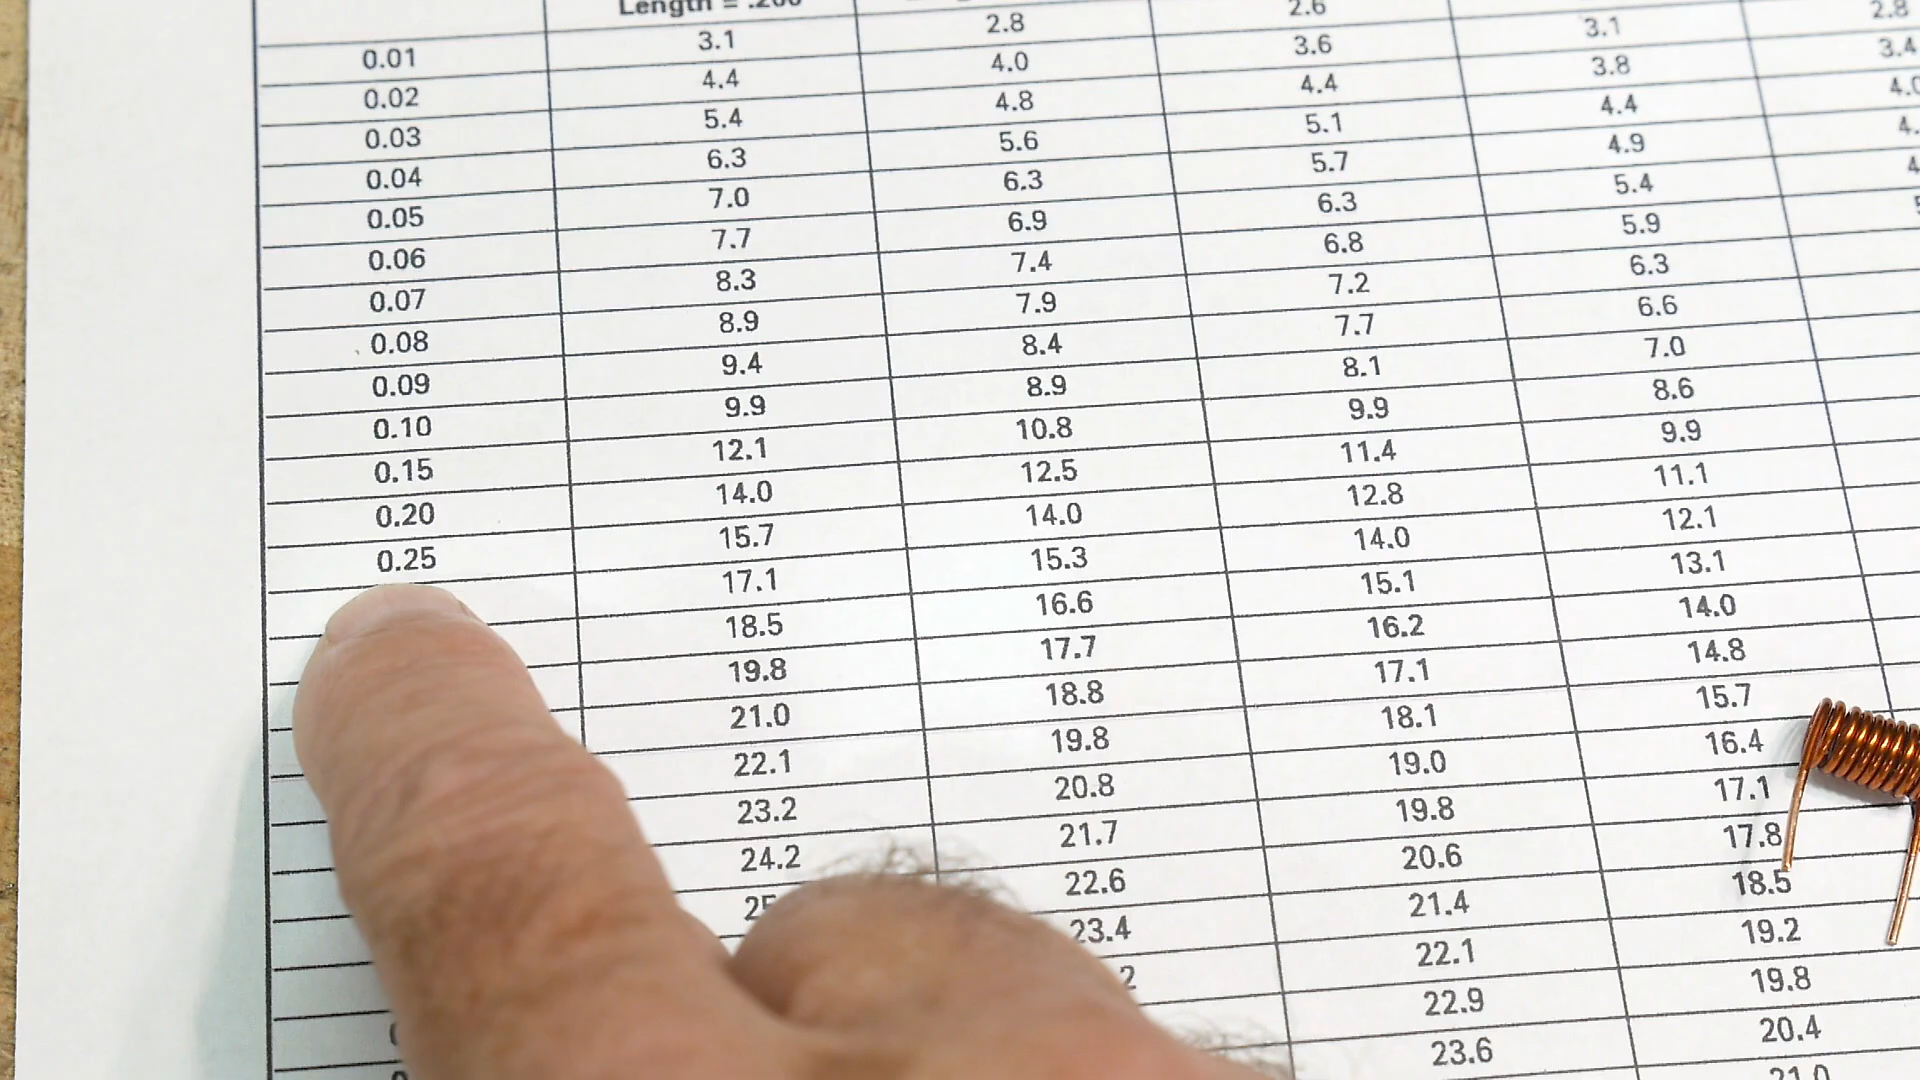 Length = .200
0.01 3.1 2.8 2.6
0.02 4.4 4.0 3.6 3.1 2.8
0.03 5.4 4.8 4.4 3.8 3.4
0.04 6.3 5.6 5.1 4.4 4.0
0.05 7.0 6.3 5.7 4.9 4.
0.06 7.7 6.9 6.3 5.4 4
0.07 8.3 7.4 6.8 5.9
0.08 8.9 7.9 7.2 6.3
0.09 9.4 8.4 7.7 6.6
0.10 9.9 8.9 8.1 7.0
0.15 12.1 10.8 9.9 8.6
0.20 14.0 12.5 11.4 9.9
0.25 15.7 14.0 12.8 11.1
17.1 15.3 14.0 12.1
18.5 16.6 15.1 13.1
19.8 17.7 16.2 14.0
21.0 18.8 17.1 14.8
22.1 19.8 18.1 15.7
23.2 20.8 19.0 16.4
24.2 21.7 19.8 17.1
22.6 20.6 17.8
23.4 21.4 18.5
2 22.1 19.2
22.9 19.8
23.6 20.4
21.0